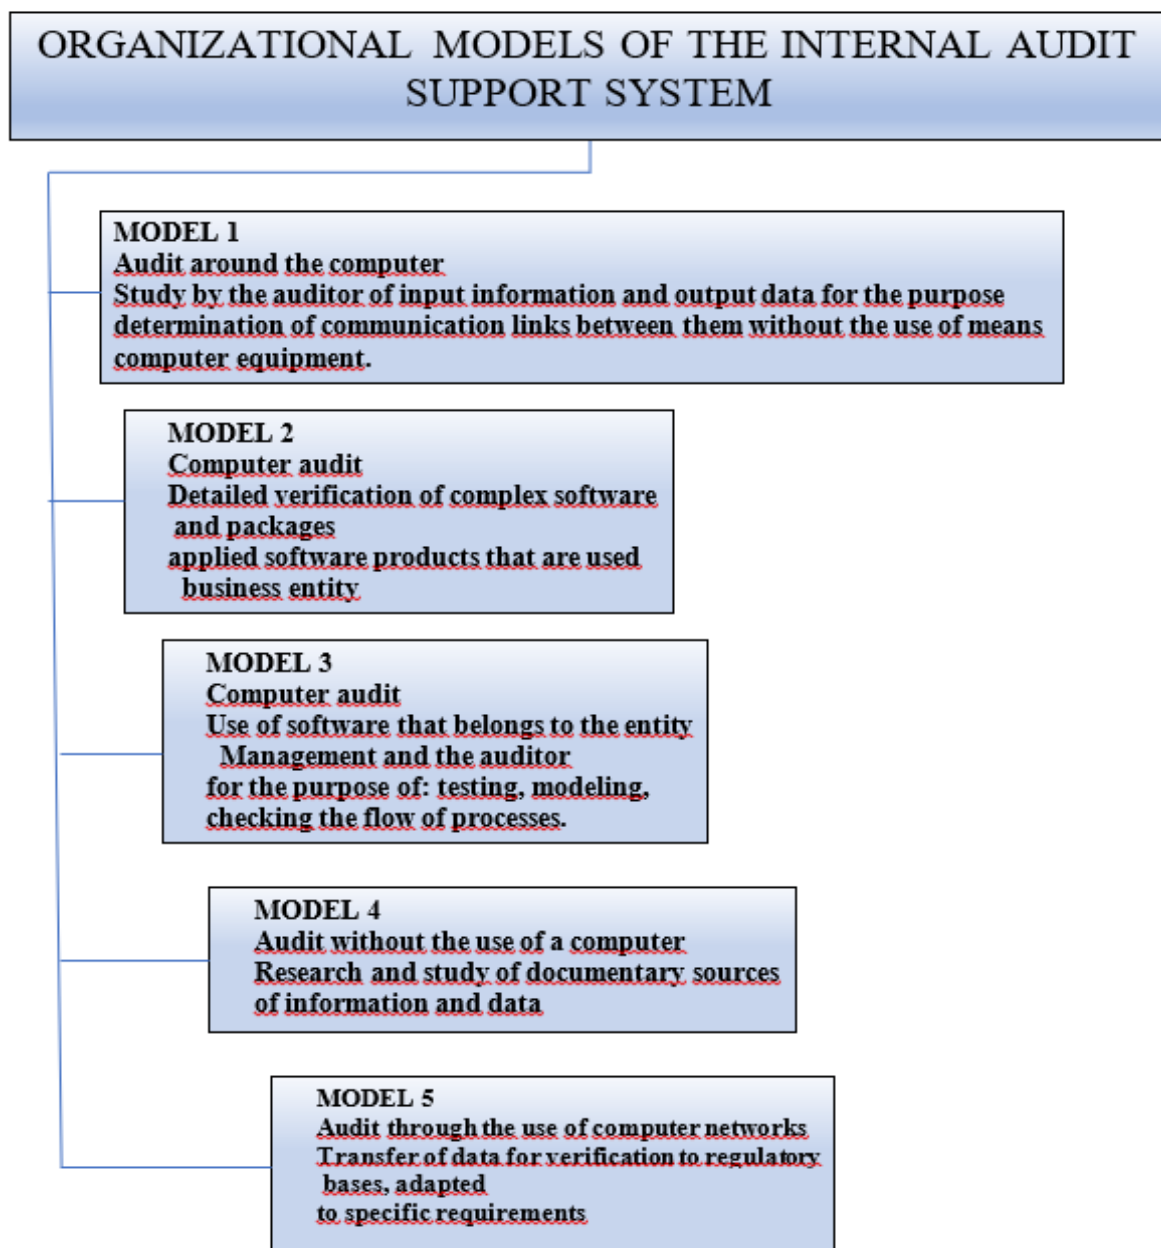 ORGANIZATIONAL MODELS OF THE INTERNAL AUDIT
SUPPORT SYSTEM
MODEL 1
Audit around the computer
Study by the auditor of input information and output data for the purpose
determination of communication links between them without the use of means
computer equipment.
MODEL 2
Computer audit
Detailed verification of complex software
and packages
applied software products that are used
business entity
MODEL 3
Computer audit
Use of software that belongs to the entity
Management and the auditor
for the purpose of: testing, modeling,
checking the flow of processes.
MODEL 4
Audit without the use of a computer
Research and study of documentary sources
of information and data
MODEL 5
Audit through the use of computer networks
Transfer of data for verification to regulatory
bases, adapted
to specific requirements